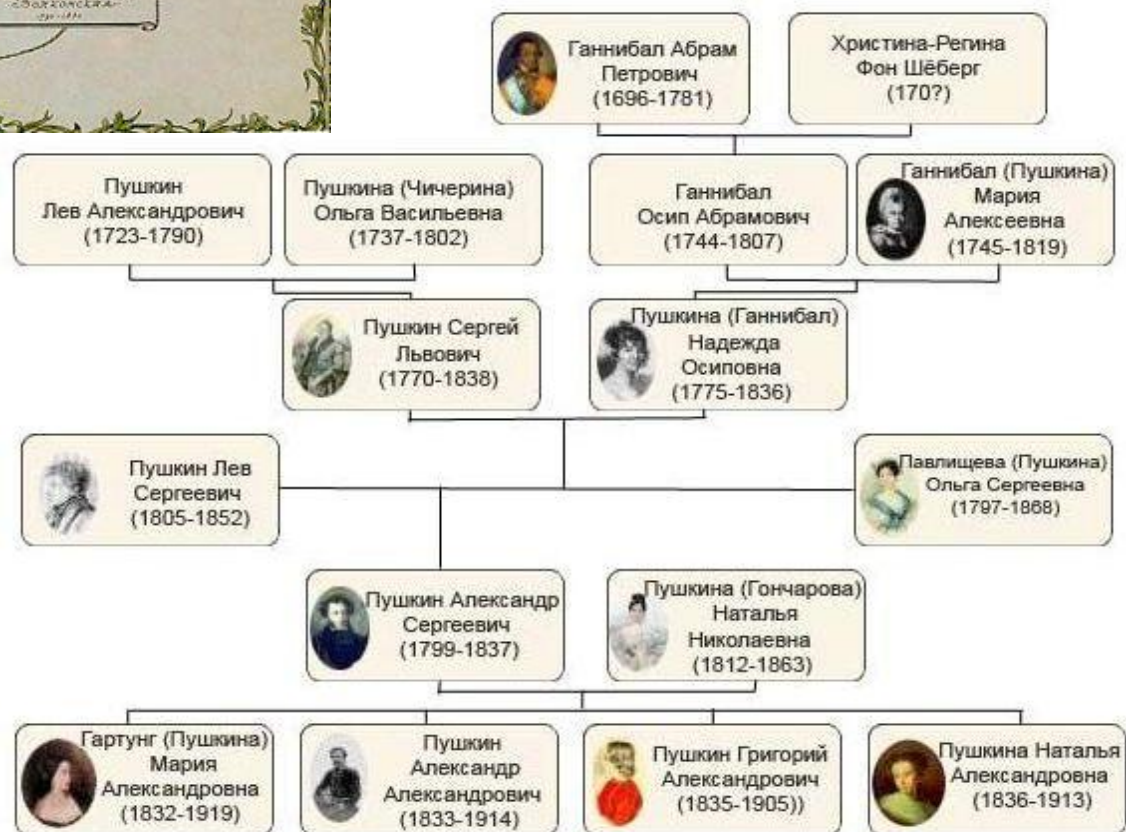 Волконский
Ганнибал Абрам
Петрович
(1696-1781)
Христина-Регина
Фон Шёберг
(170?)
Пушкин
Лев Александрович
(1723-1790)
Пушкина (Чичерина)
Ольга Васильевна
(1737-1802)
Ганнибал
Осип Абрамович
(1744-1807)
Ганнибал (Пушкина)
Мария
Алексеевна
(1745-1819)
Пушкин Сергей
Львович
(1770-1838)
Пушкина (Ганнибал)
Надежда
Осиповна
(1775-1836)
Пушкин Лев
Сергеевич
(1805-1852)
Павлищева (Пушкина)
Ольга Сергеевна
(1797-1868)
Пушкин Александр
Сергеевич
(1799-1837)
Пушкина (Гончарова)
Наталья
Николаевна
(1812-1863)
Гартунг (Пушкина)
Мария
Александровна
(1832-1919)
Пушкин
Александр
Александрович
(1833-1914)
Пушкин Григорий
Александрович
(1835-1905))
Пушкина Наталья
Александровна
(1836-1913)